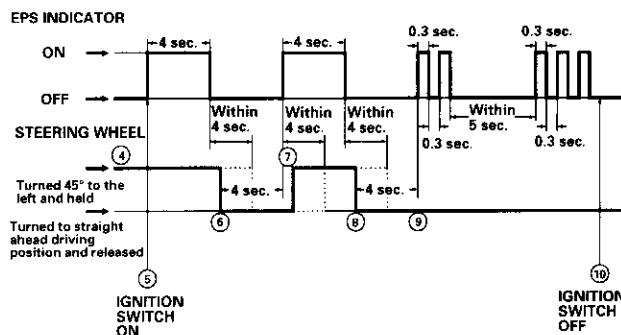 EPS INDICATOR
4 sec.
4 sec.
0.3 sec.
0.3 sec.
ON
OFF
Within
4 sec.
Within
4 sec.
Within
4 sec.
Within
5 sec.
0.3 sec.
0.3 sec.
STEERING WHEEL
4
7
Turned 45° to the
left and held
4 sec.
4 sec.
Turned to straight
ahead driving
position and released
6
8
9
5
10
IGNITION
SWITCH
ON
IGNITION
SWITCH
OFF